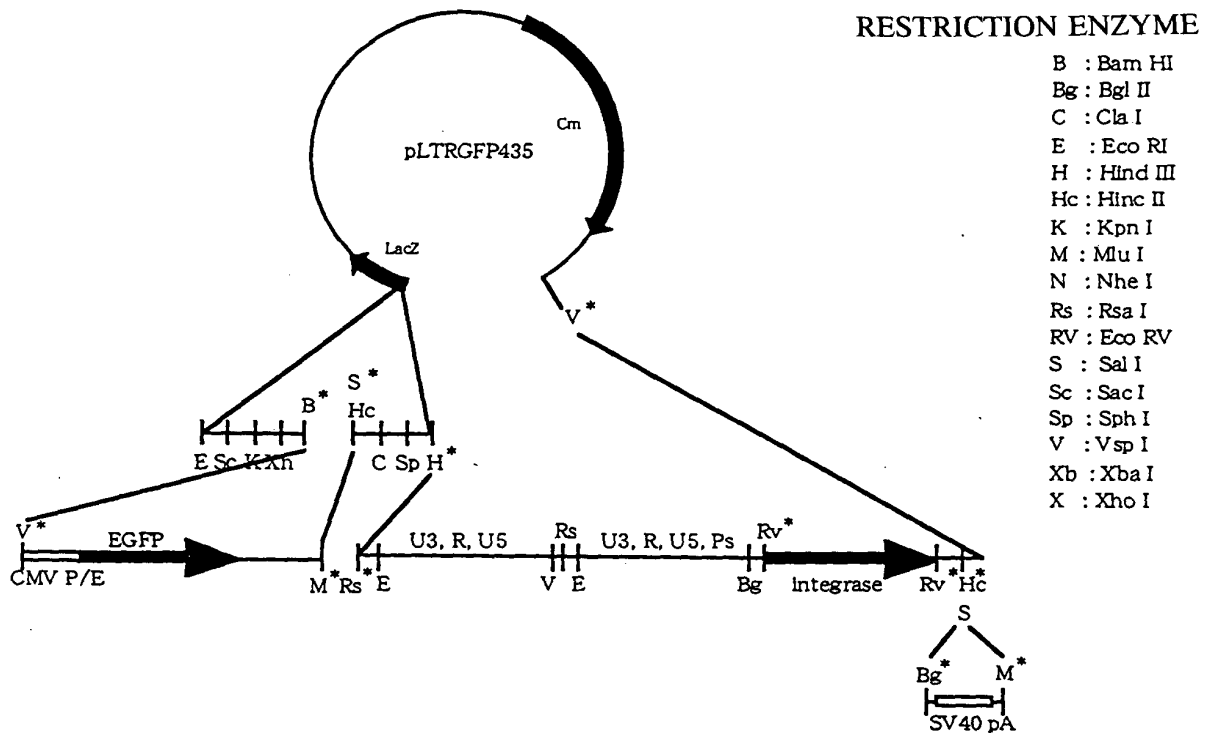 RESTRICTION ENZYME
B : Bam HI
Bg : Bgl II
C : Cla I
E : Eco RI
H : Hind III
Hc : Hinc II
K : Kpn I
M : Mlu I
N : Nhe I
Rs : Rsa I
RV : Eco RV
S : Sal I
Sc : Sac I
Sp : Sph I
V : Vsp I
Xb : Xba I
X : Xho I
Cm
pLTRGFP435
LacZ
V*
S*
B* Hc
E Sc K Xh C Sp H*
V* EGFP U3, R, U5 Rs U3, R, U5, Ps Rv*
CMV P/E M* Rs* E V E Bg integrase Rv* Hc*
S
Bg* M*
SV40 pA